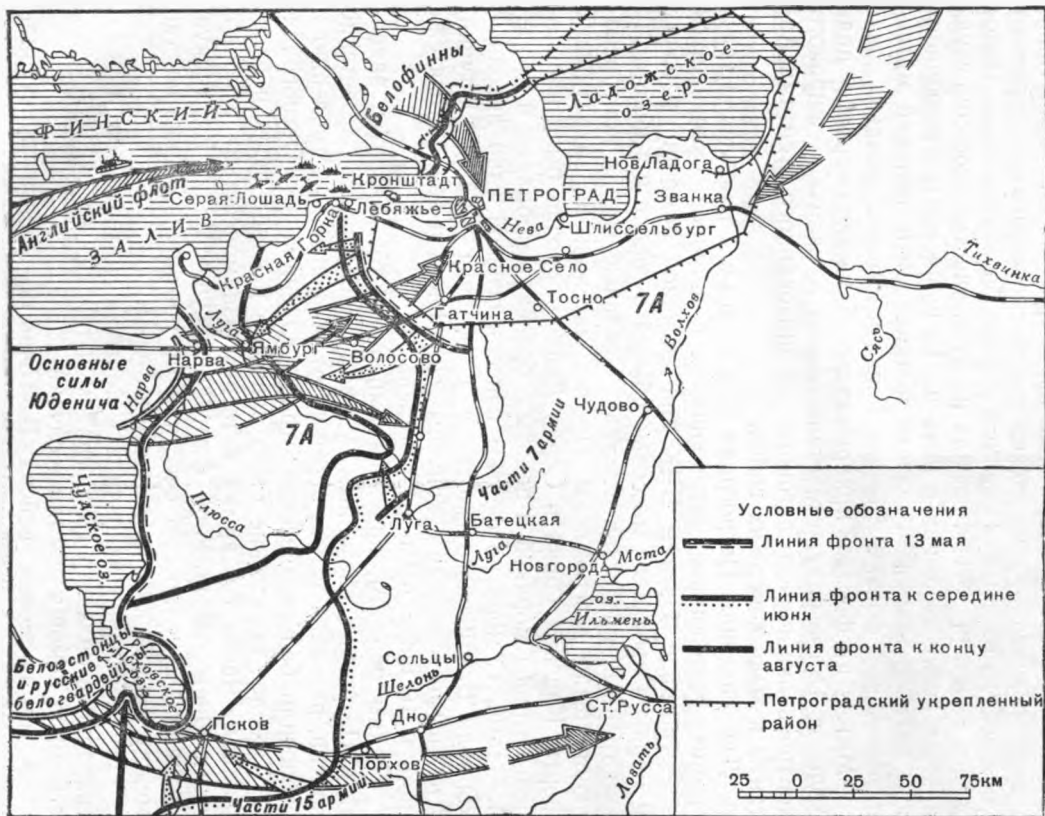 Белофинны
Ладожское
озеро
ФИНСКИЙ
ЗАЛИВ
Английский флот
Нов. Ладога
Кронштадт
ПЕТРОГРАД
Званка
Серая Лошадь
Лебяжье
Нева
Шлиссельбург
Красная Горка
Красное Село
Тихвинка
Тосно
7А
Гатчина
Волхов
Сясь
Луга
Ямбург
Нарва
Волосово
Основные
силы
Юденича
Нарва
Чудово
7А
Части 7 армии
Чудское оз.
Плюсса
Луга
Батецкая
Луга
Мста
Новгород
оз.
Ильмень
Белоэстонцы
и русские
белогвардейцы
Псковское
Сольцы
Шелонь
Ст. Русса
Псков
Дно
Порхов
Ловать
Части 15 армии
Условные обозначения
Линия фронта 13 мая
Линия фронта к середине
июня
Линия фронта к концу
августа
Петроградский укрепленный
район
25 0 25 50 75км